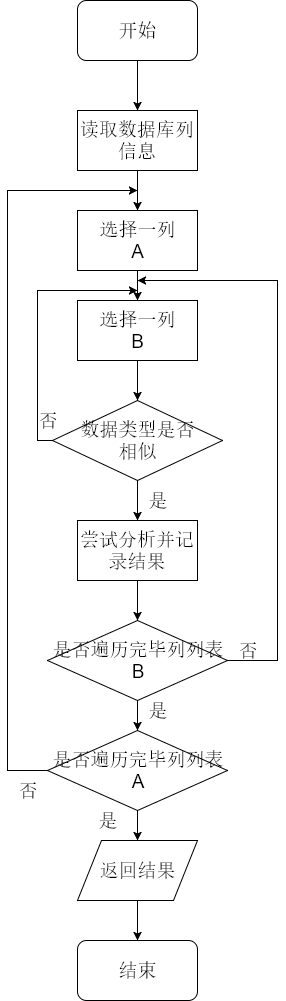 开始
读取数据库列
信息
选择一列
A
选择一列
B
否
数据类型是否
相似
是
尝试分析并记
录结果
是否遍历完毕列列表
B
否
是
是否遍历完毕列列表
A
否
是
返回结果
结束